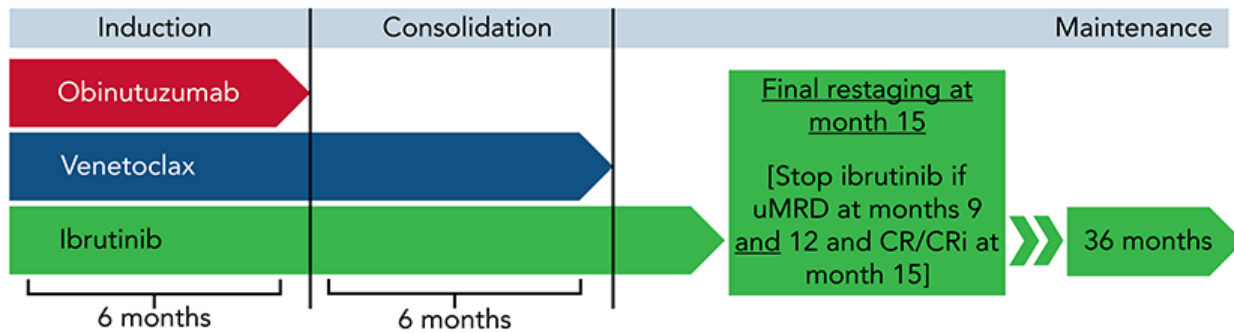 Induction
Consolidation
Maintenance
Obinutuzumab
Venetoclax
Ibrutinib
Final restaging at
month 15
[Stop ibrutinib if
uMRD at months 9
and 12 and CR/CRi at
month 15]
36 months
6 months
6 months